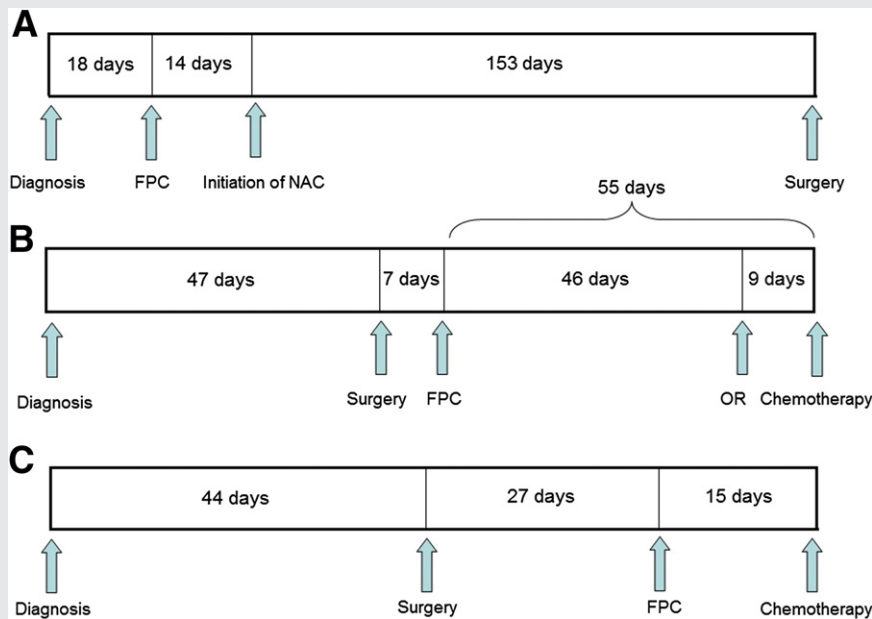 A
18 days 14 days 153 days
Diagnosis FPC Initiation of NAC Surgery
55 days
B
47 days 7 days 46 days 9 days
Diagnosis Surgery FPC OR Chemotherapy
C
44 days 27 days 15 days
Diagnosis Surgery FPC Chemotherapy